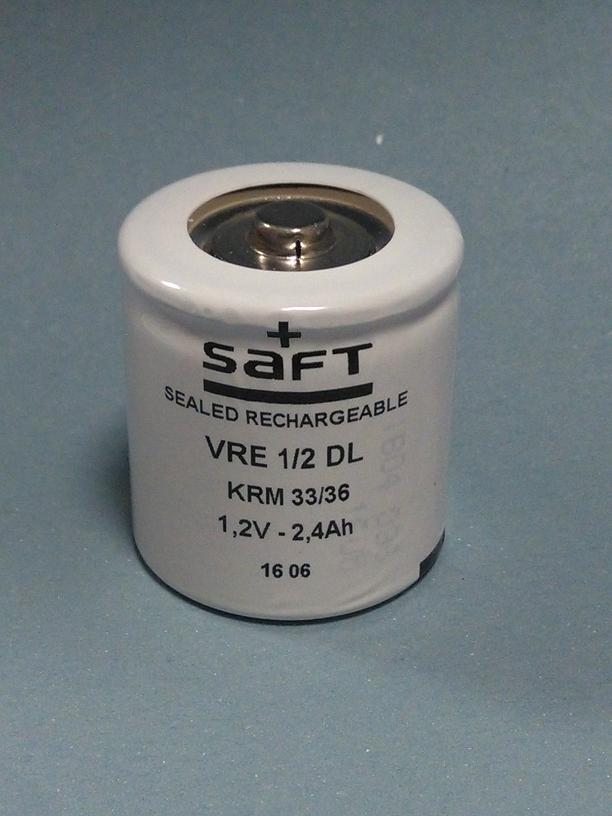 +
SAFT
SEALED RECHARGEABLE
VRE 1/2 DL
KRM 33/36
1,2V - 2,4Ah
16 06